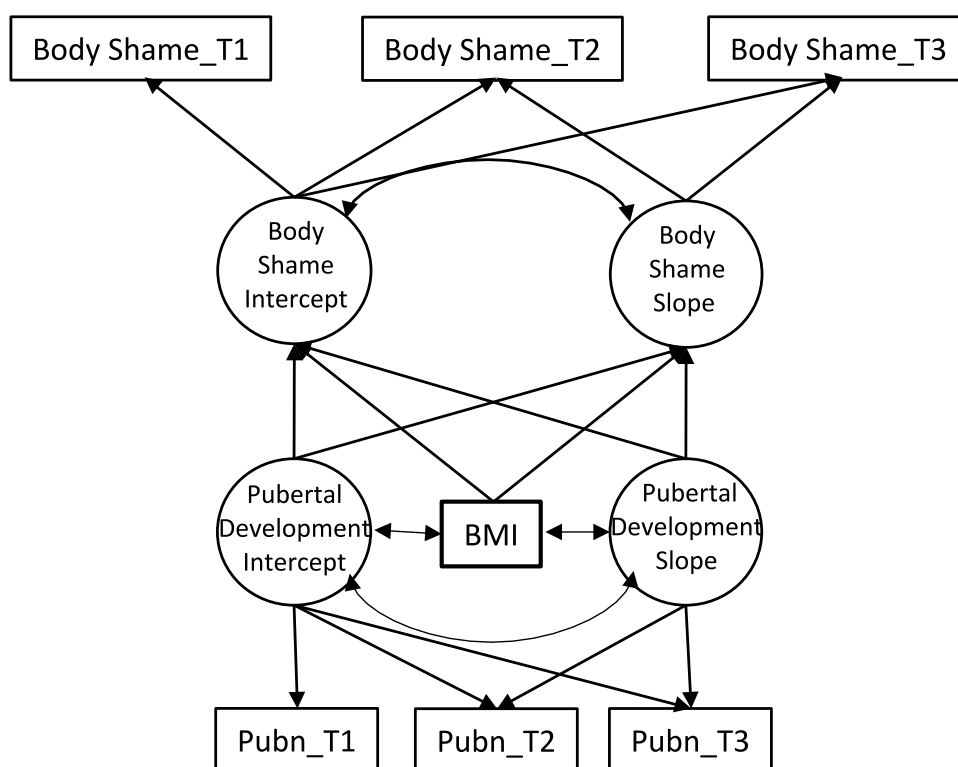 Body Shame_T1
Body Shame_T2
Body Shame_T3
Body
Shame
Intercept
Body
Shame
Slope
Pubertal
Development
Intercept
BMI
Pubertal
Development
Slope
Pubn_T1
Pubn_T2
Pubn_T3